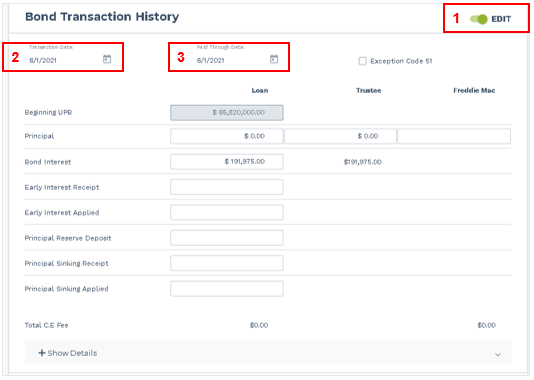 Bond Transaction History
1
EDIT
2
Transaction Date
6/1/2021
3
Paid Through Date
6/1/2021
Exception Code 51
Loan Trustee Freddie Mac
Beginning UPB $ 65,820,000.00
Principal $ 0.00 $ 0.00
Bond Interest $ 191,975.00 $191,975.00
Early Interest Receipt
Early Interest Applied
Principal Reserve Deposit
Principal Sinking Receipt
Principal Sinking Applied
Total C.E Fee $0.00 $0.00
+ Show Details